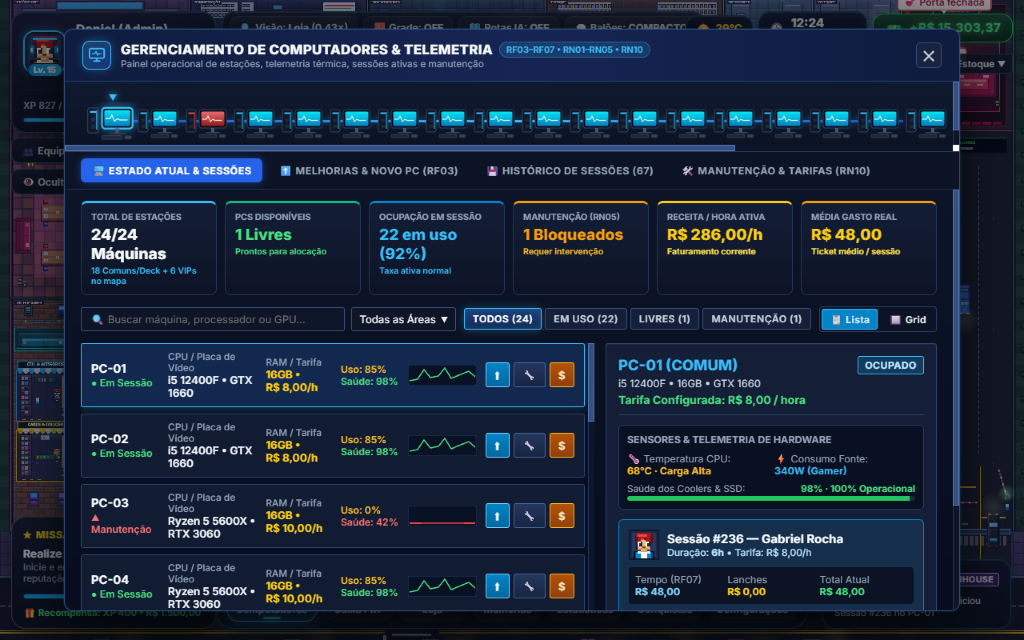 Daniel (Admin)
Visão: Loja (0.43x)
Grade: OFF
Rotas IA: OFF
Balões: COMPACTO
29°C
12:24
Porta fechada
+R$ 15.303,37
Lv. 15
XP 827 /
Equip
Ocult
Estoque ▼
GERENCIAMENTO DE COMPUTADORES & TELEMETRIA
RF03–RF07 • RN01–RN05 • RN10
Painel operacional de estações, telemetria térmica, sessões ativas e manutenção
ESTADO ATUAL & SESSÕES
MELHORIAS & NOVO PC (RF03)
HISTÓRICO DE SESSÕES (67)
MANUTENÇÃO & TARIFAS (RN10)
TOTAL DE ESTAÇÕES
24/24
Máquinas
18 Comuns/Deck + 6 VIPs
no mapa
PCS DISPONÍVEIS
1 Livres
Prontos para alocação
OCUPAÇÃO EM SESSÃO
22 em uso
(92%)
Taxa ativa normal
MANUTENÇÃO (RN05)
1 Bloqueados
Requer intervenção
RECEITA / HORA ATIVA
R$ 286,00/h
Faturamento corrente
MÉDIA GASTO REAL
R$ 48,00
Ticket médio / sessão
Buscar máquina, processador ou GPU...
Todas as Áreas ▼
TODOS (24)
EM USO (22)
LIVRES (1)
MANUTENÇÃO (1)
Lista
Grid
PC-01
● Em Sessão
CPU / Placa de
Vídeo
i5 12400F • GTX
1660
RAM / Tarifa
16GB •
R$ 8,00/h
Uso: 85%
Saúde: 98%
$
PC-02
● Em Sessão
CPU / Placa de
Vídeo
i5 12400F • GTX
1660
RAM / Tarifa
16GB •
R$ 8,00/h
Uso: 85%
Saúde: 98%
$
PC-03
▲
Manutenção
CPU / Placa de
Vídeo
Ryzen 5 5600X •
RTX 3060
RAM / Tarifa
16GB •
R$ 10,00/h
Uso: 0%
Saúde: 42%
$
PC-04
● Em Sessão
CPU / Placa de
Vídeo
Ryzen 5 5600X •
RTX 3060
RAM / Tarifa
16GB •
R$ 10,00/h
Uso: 85%
Saúde: 98%
$
PC-01 (COMUM)
OCUPADO
i5 12400F • 16GB • GTX 1660
Tarifa Configurada: R$ 8,00 / hora
SENSORES & TELEMETRIA DE HARDWARE
Temperatura CPU:
68°C · Carga Alta
Consumo Fonte:
340W (Gamer)
Saúde dos Coolers & SSD:
98% · 100% Operacional
Sessão #236 — Gabriel Rocha
Duração: 6h • Tarifa: R$ 8,00/h
Tempo (RF07)
R$ 48,00
Lanches
R$ 0,00
Total Atual
R$ 48,00
★ MISS
Realize
Inicie e e
reputaçã
Recompensa: XP 400 • R$ 1.500,00